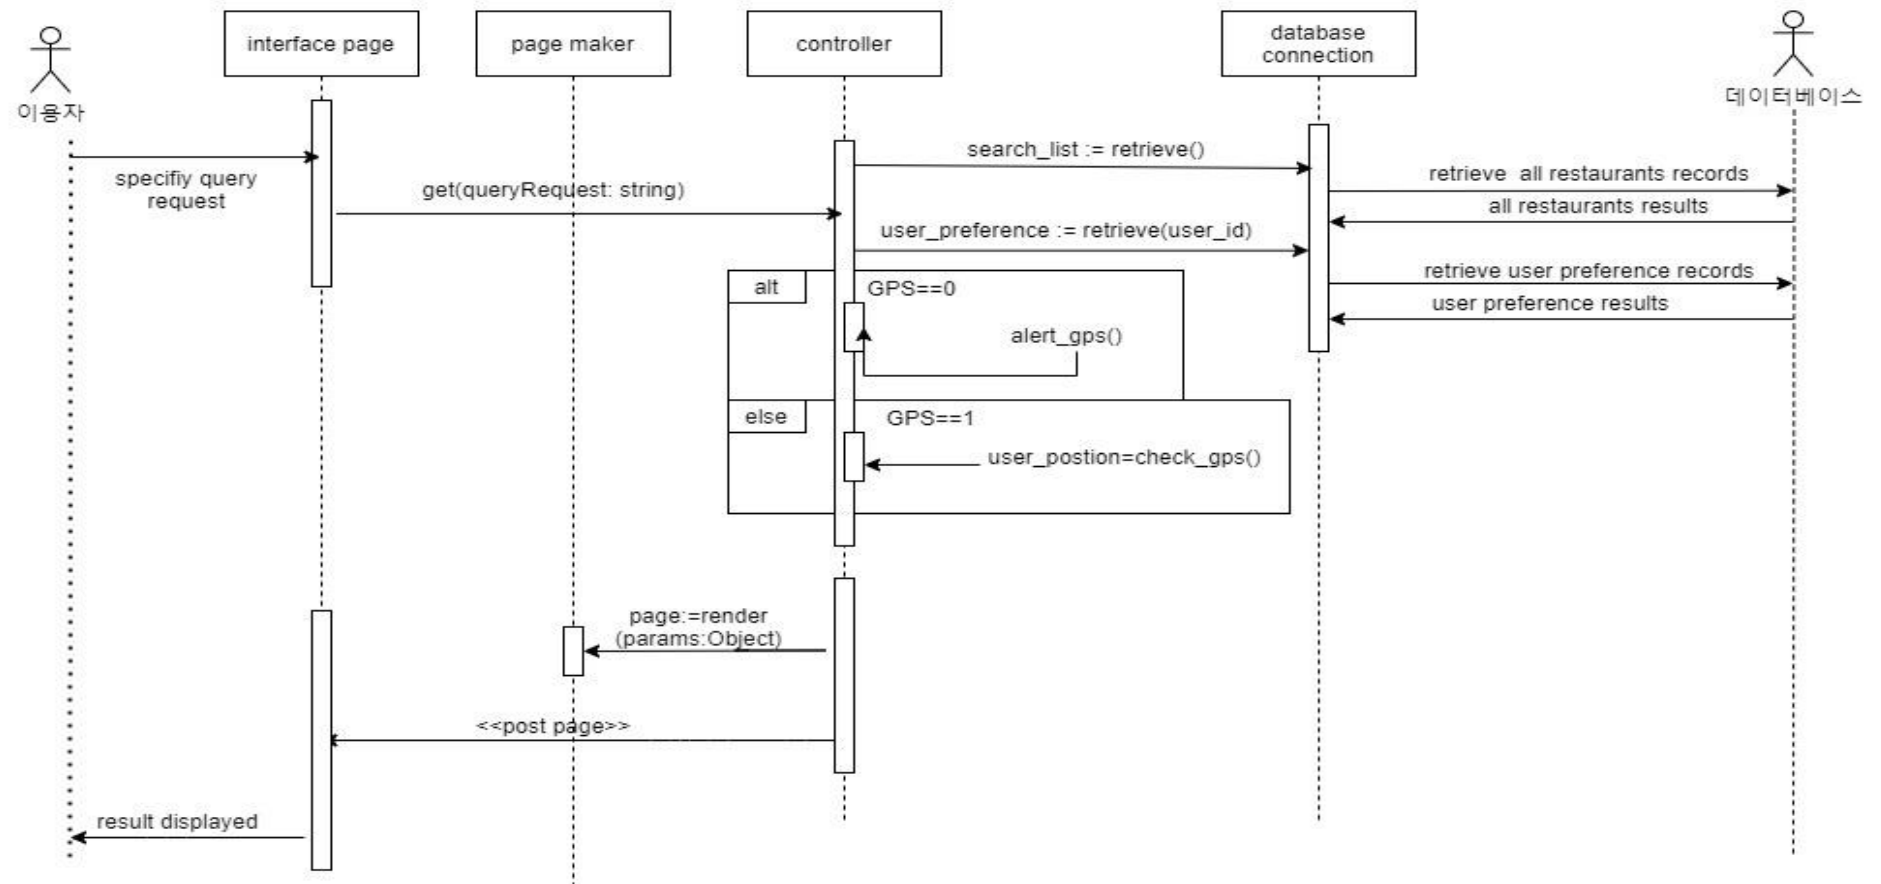 interface page
page maker
controller
database
connection
이용자
데이터베이스
search_list := retrieve()
specifiy query
request
get(queryRequest: string)
retrieve  all restaurants records
all restaurants results
user_preference := retrieve(user_id)
retrieve user preference records
user preference results
alt
GPS==0
alert_gps()
else
GPS==1
user_postion=check_gps()
page:=render
(params:Object)
<<post page>>
result displayed